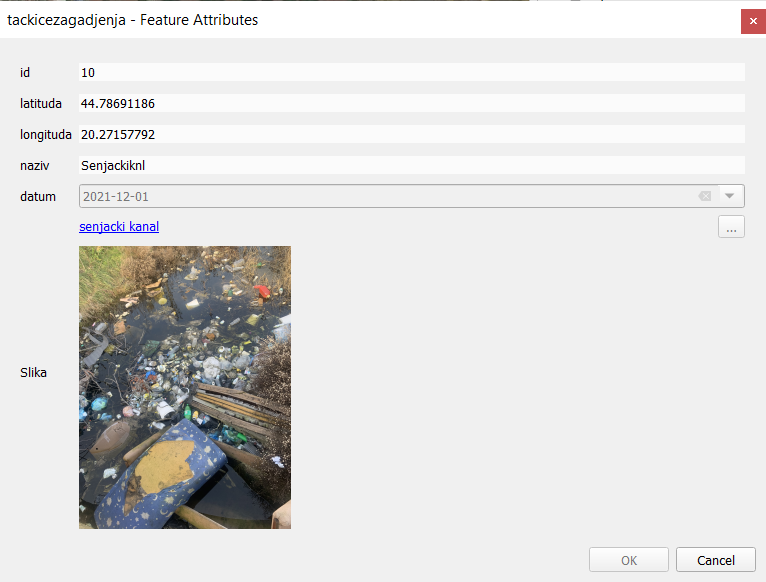 tackicezagadjenja - Feature Attributes
id 10
latituda 44.78691186
longituda 20.27157792
naziv Senjackiknl
datum 2021-12-01
senjacki kanal ...
Slika
OK Cancel